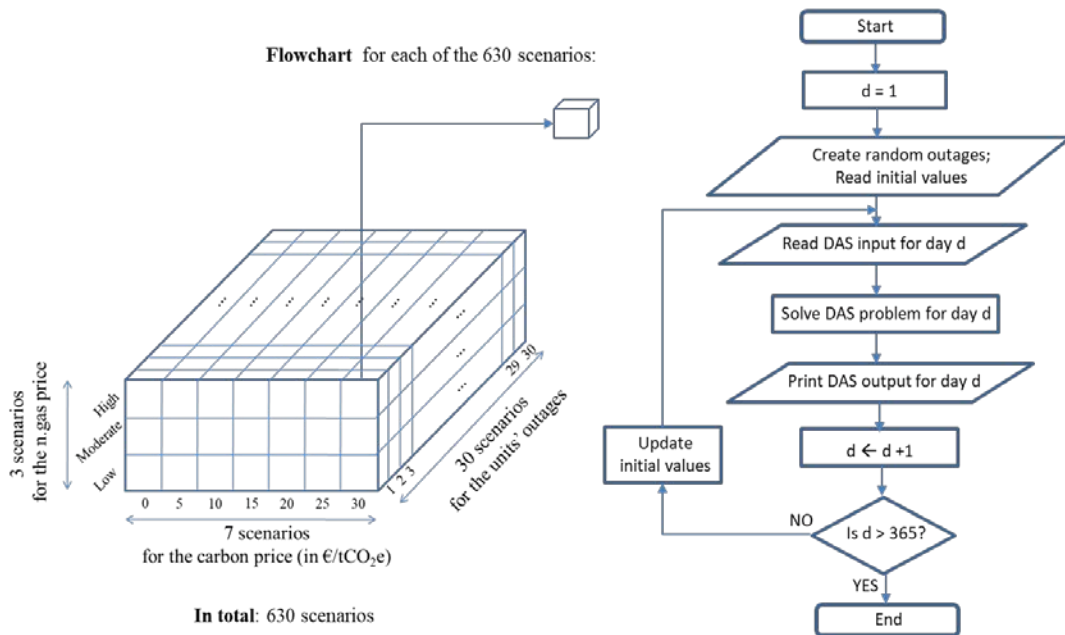 Flowchart for each of the 630 scenarios:
3 scenarios
for the n.gas price
High
Moderate
Low
...
...
...
...
...
...
...
...
...
...
0 5 10 15 20 25 30
7 scenarios
for the carbon price (in €/tCO₂e)
1 2 3
29 30
30 scenarios
for the units' outages
In total: 630 scenarios
Start
d = 1
Create random outages;
Read initial values
Read DAS input for day d
Solve DAS problem for day d
Print DAS output for day d
Update
initial values
d ← d +1
NO
Is d > 365?
YES
End